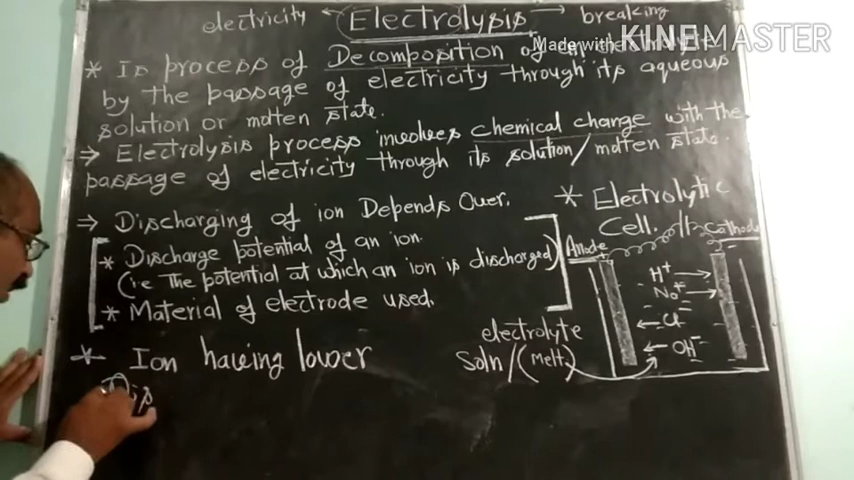 electricity ← Electrolysis → breaking
Made with KINEMASTER
* Is process of Decomposition of an
by the passage of electricity through its aqueous
solution or molten state.
⇒ Electrolysis process involves chemical change with the
passage of electricity through its solution/molten state.
⇒ Discharging of ion Depends Over.
* Discharge potential of an ion.
(i.e The potential at which an ion is discharged)
* Material of electrode used.
* Ion having lower
Dis
* Electrolytic
Cell.
Anode
Cathode
+
-
H+
Na+
Cl-
OH-
electrolyte
Soln/(Melt)